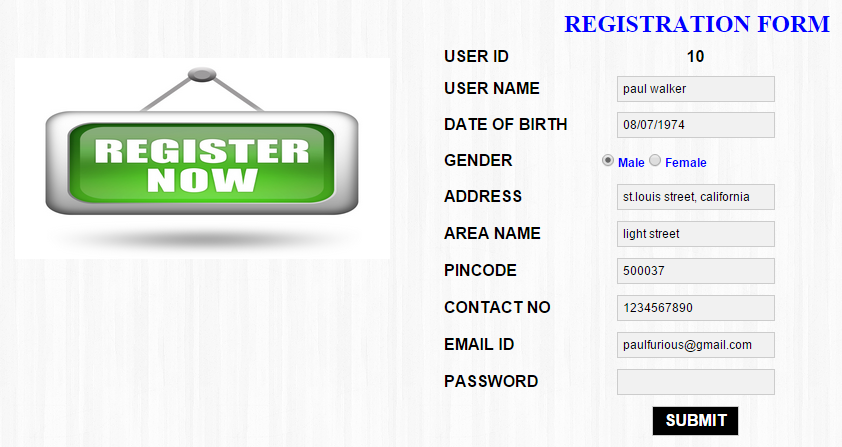 REGISTRATION FORM
REGISTER
NOW
USER ID 10
USER NAME paul walker
DATE OF BIRTH 08/07/1974
GENDER Male Female
ADDRESS st.louis street, california
AREA NAME light street
PINCODE 500037
CONTACT NO 1234567890
EMAIL ID paulfurious@gmail.com
PASSWORD
SUBMIT